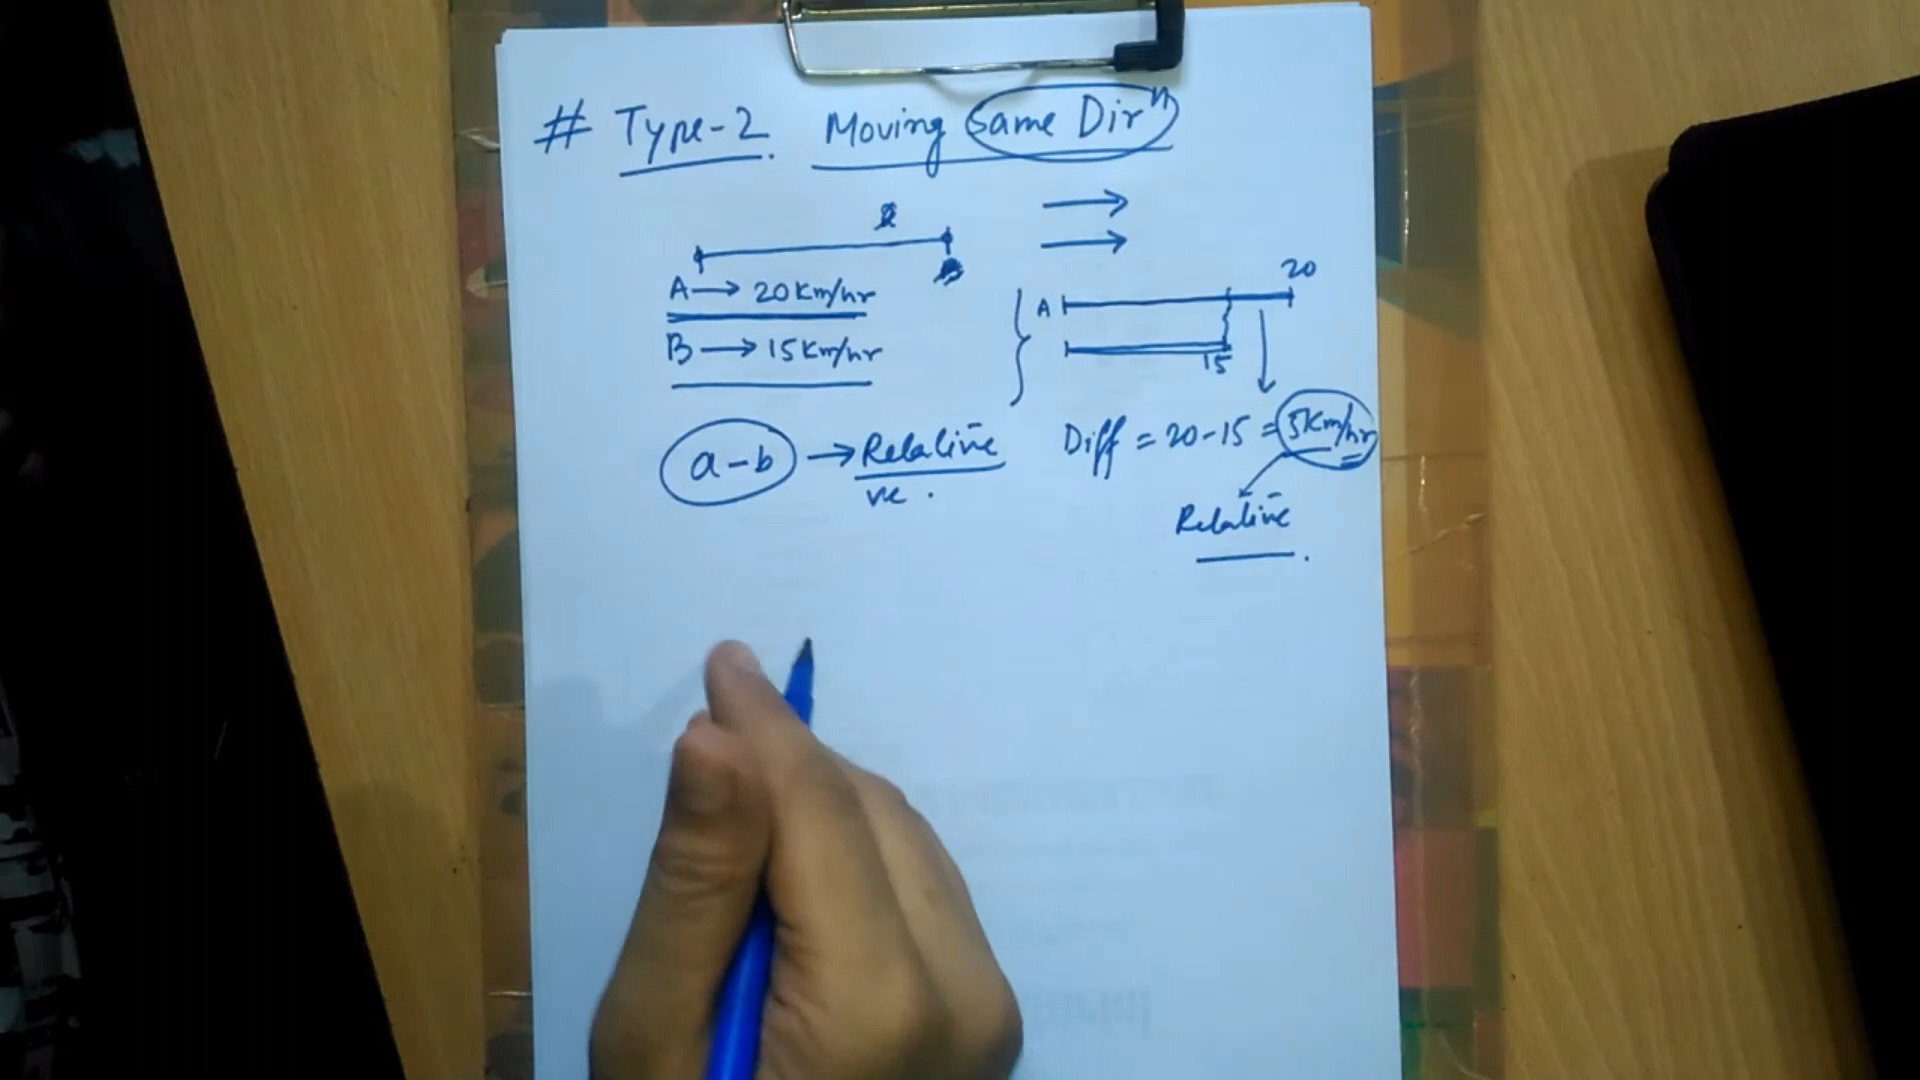 # Type-2 Moving Same Dirⁿ
A → 20 Km/hr
B → 15 Km/hr
A 20
15
a-b → Relative
Diff = 20-15 = 5 Km/hr
Relative